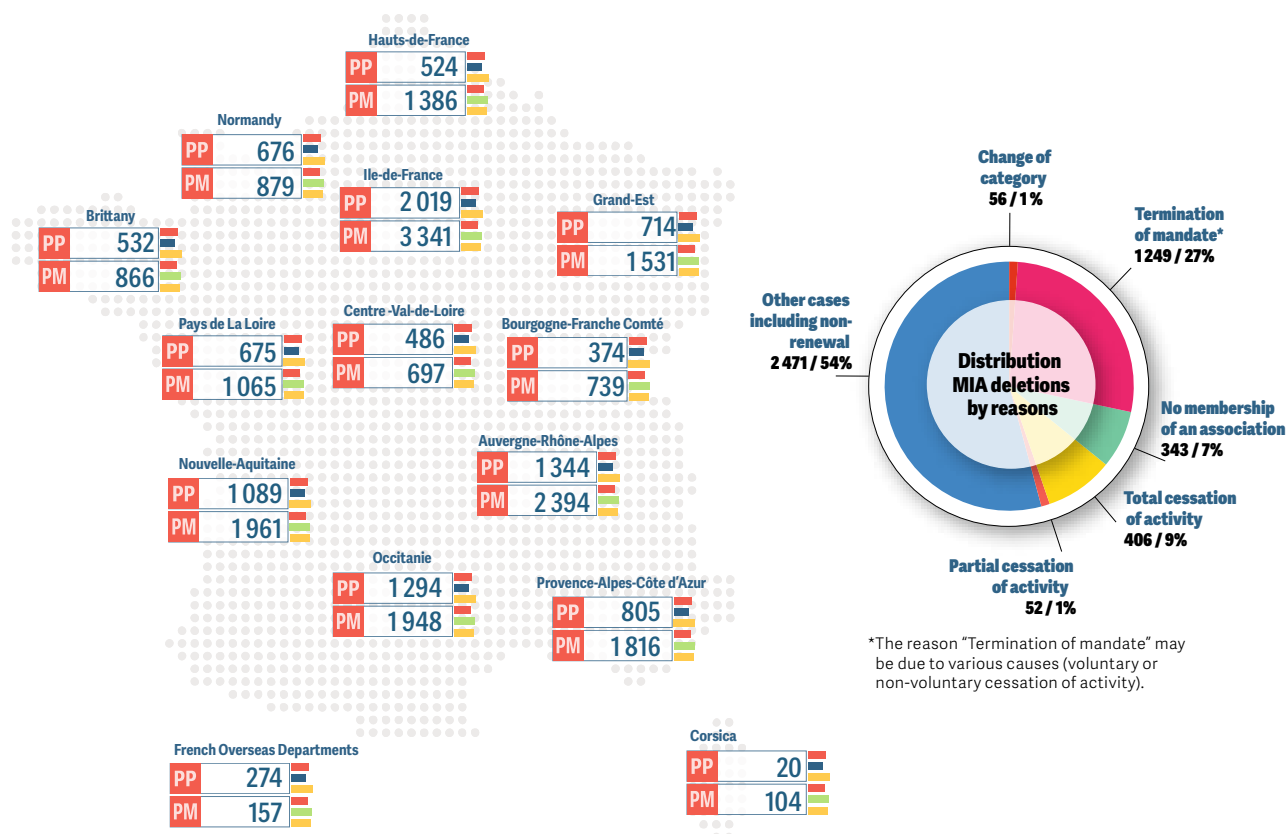 Hauts-de-France
PP 524
PM 1 386
Normandy
PP 676
PM 879
Ile-de-France
PP 2 019
PM 3 341
Grand-Est
PP 714
PM 1 531
Brittany
PP 532
PM 866
Pays de La Loire
PP 675
PM 1 065
Centre -Val-de-Loire
PP 486
PM 697
Bourgogne-Franche Comté
PP 374
PM 739
Auvergne-Rhône-Alpes
PP 1 344
PM 2 394
Nouvelle-Aquitaine
PP 1 089
PM 1 961
Occitanie
PP 1 294
PM 1 948
Provence-Alpes-Côte d'Azur
PP 805
PM 1 816
French Overseas Departments
PP 274
PM 157
Corsica
PP 20
PM 104
Change of
category
56 / 1 %
Termination
of mandate*
1 249 / 27%
Other cases
including non-
renewal
2 471 / 54%
Distribution
MIA deletions
by reasons
No membership
of an association
343 / 7%
Total cessation
of activity
406 / 9%
Partial cessation
of activity
52 / 1%
*The reason “Termination of mandate” may
be due to various causes (voluntary or
non-voluntary cessation of activity).